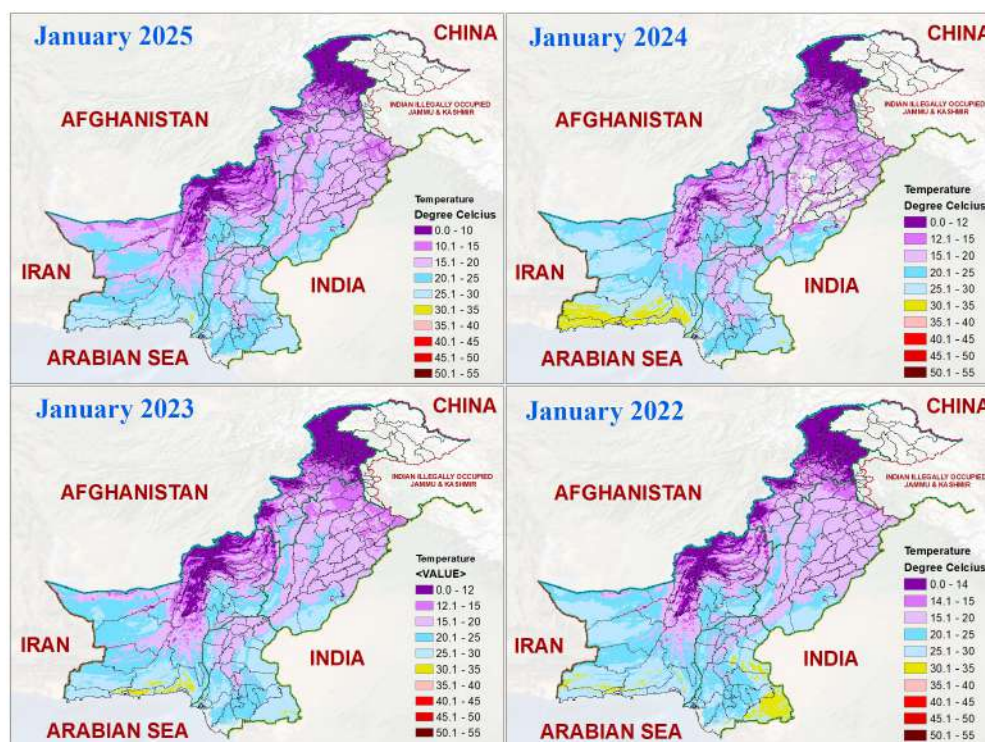 January 2025
CHINA
INDIAN ILLEGALLY OCCUPIED
JAMMU & KASHMIR
AFGHANISTAN
Temperature
Degree Celcius
0.0 - 10
10.1 - 15
15.1 - 20
20.1 - 25
25.1 - 30
30.1 - 35
35.1 - 40
40.1 - 45
45.1 - 50
50.1 - 55
IRAN
INDIA
ARABIAN SEA
January 2024
CHINA
INDIAN ILLEGALLY OCCUPIED
JAMMU & KASHMIR
AFGHANISTAN
Temperature
Degree Celcius
0.0 - 12
12.1 - 15
15.1 - 20
20.1 - 25
25.1 - 30
30.1 - 35
35.1 - 40
40.1 - 45
45.1 - 50
50.1 - 55
IRAN
INDIA
ARABIAN SEA
January 2023
CHINA
INDIAN ILLEGALLY OCCUPIED
JAMMU & KASHMIR
AFGHANISTAN
Temperature
<VALUE>
0.0 - 12
12.1 - 15
15.1 - 20
20.1 - 25
25.1 - 30
30.1 - 35
35.1 - 40
40.1 - 45
45.1 - 50
50.1 - 55
IRAN
INDIA
ARABIAN SEA
January 2022
CHINA
INDIAN ILLEGALLY OCCUPIED
JAMMU & KASHMIR
AFGHANISTAN
Temperature
Degree Celcius
0.0 - 14
14.1 - 15
15.1 - 20
20.1 - 25
25.1 - 30
30.1 - 35
35.1 - 40
40.1 - 45
45.1 - 50
50.1 - 55
IRAN
INDIA
ARABIAN SEA